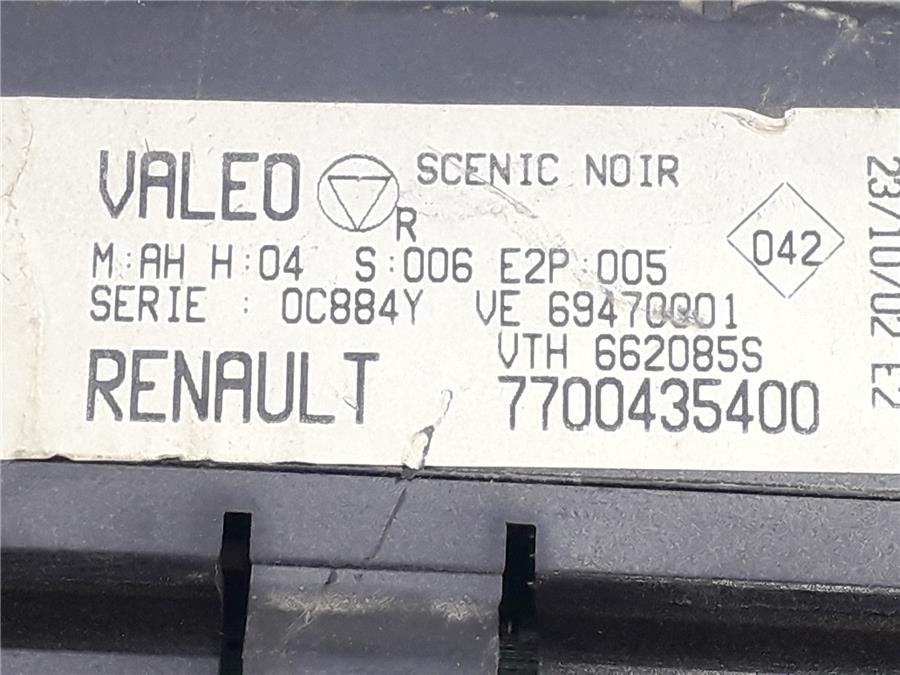 VALEO R SCENIC NOIR
M:AH H:04 S:006 E2P 005
042
SERIE : 0C884Y VE 69470001
VTH 662085S
RENAULT 7700435400
23/10/02 E2